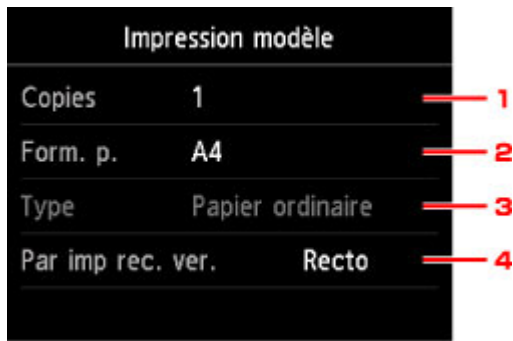 Impression modèle
Copies 1 1
Form. p. A4 2
Type Papier ordinaire 3
Par imp rec. ver. Recto 4